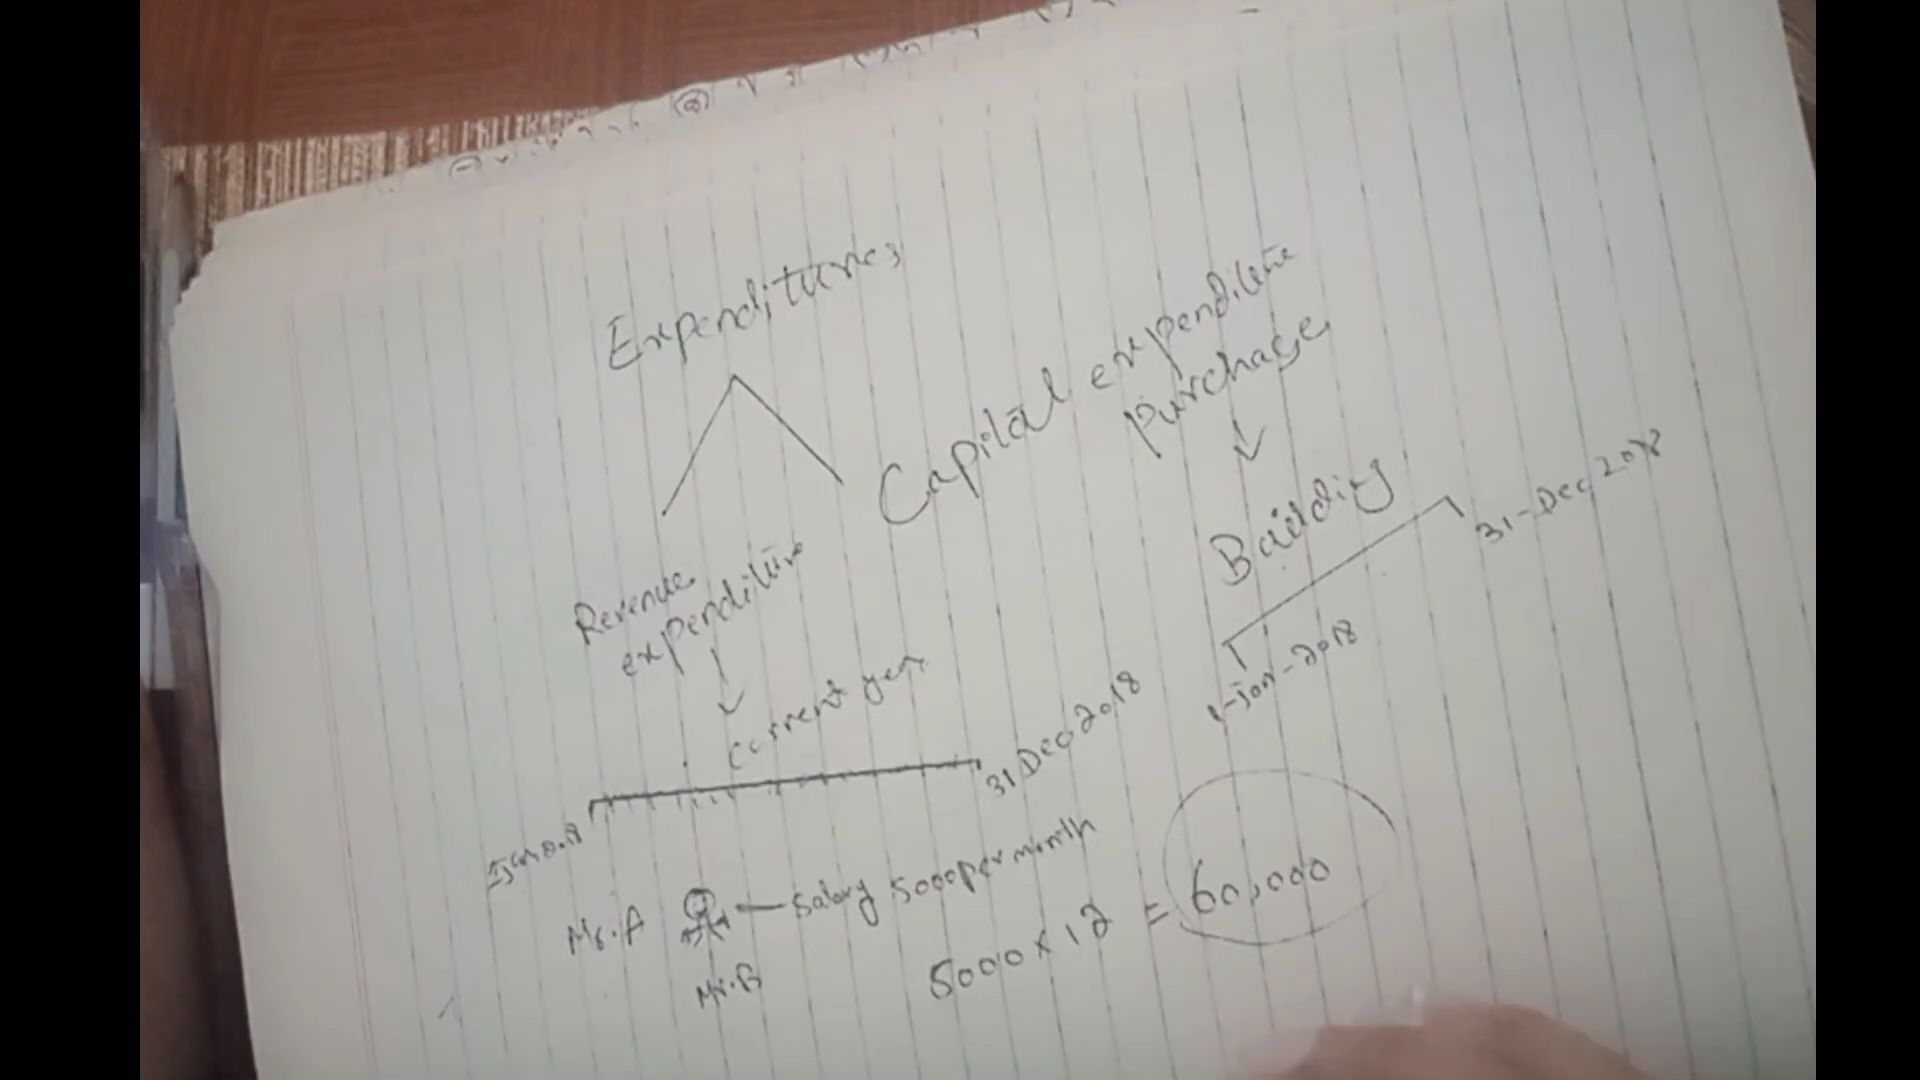 Expenditures
Capital expenditure
Purchase
Building
31-Dec 2018
1-Jan-2018
Revenue
expenditure
current year
31 Dec 2018
Mr. A
Salary 5000 per month
Mr. B
5000 x 12 = 60,000